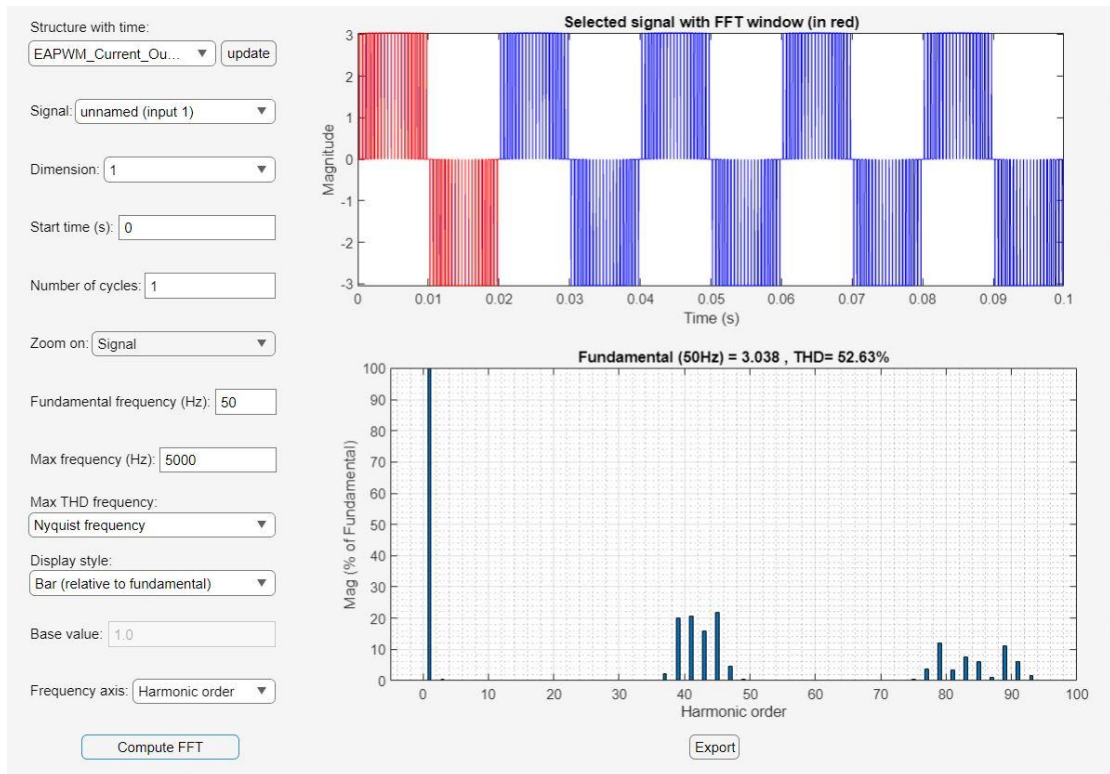 Structure with time:
EAPWM_Current_Ou...
update
Signal: unnamed (input 1)
Dimension: 1
Start time (s): 0
Number of cycles: 1
Zoom on: Signal
Fundamental frequency (Hz): 50
Max frequency (Hz): 5000
Max THD frequency:
Nyquist frequency
Display style:
Bar (relative to fundamental)
Base value: 1.0
Frequency axis: Harmonic order
Compute FFT
Selected signal with FFT window (in red)
3
2
1
0
-1
-2
-3
Magnitude
0 0.01 0.02 0.03 0.04 0.05 0.06 0.07 0.08 0.09 0.1
Time (s)
Fundamental (50Hz) = 3.038 , THD= 52.63%
100
90
80
70
60
50
40
30
20
10
0
Mag (% of Fundamental)
0 10 20 30 40 50 60 70 80 90 100
Harmonic order
Export